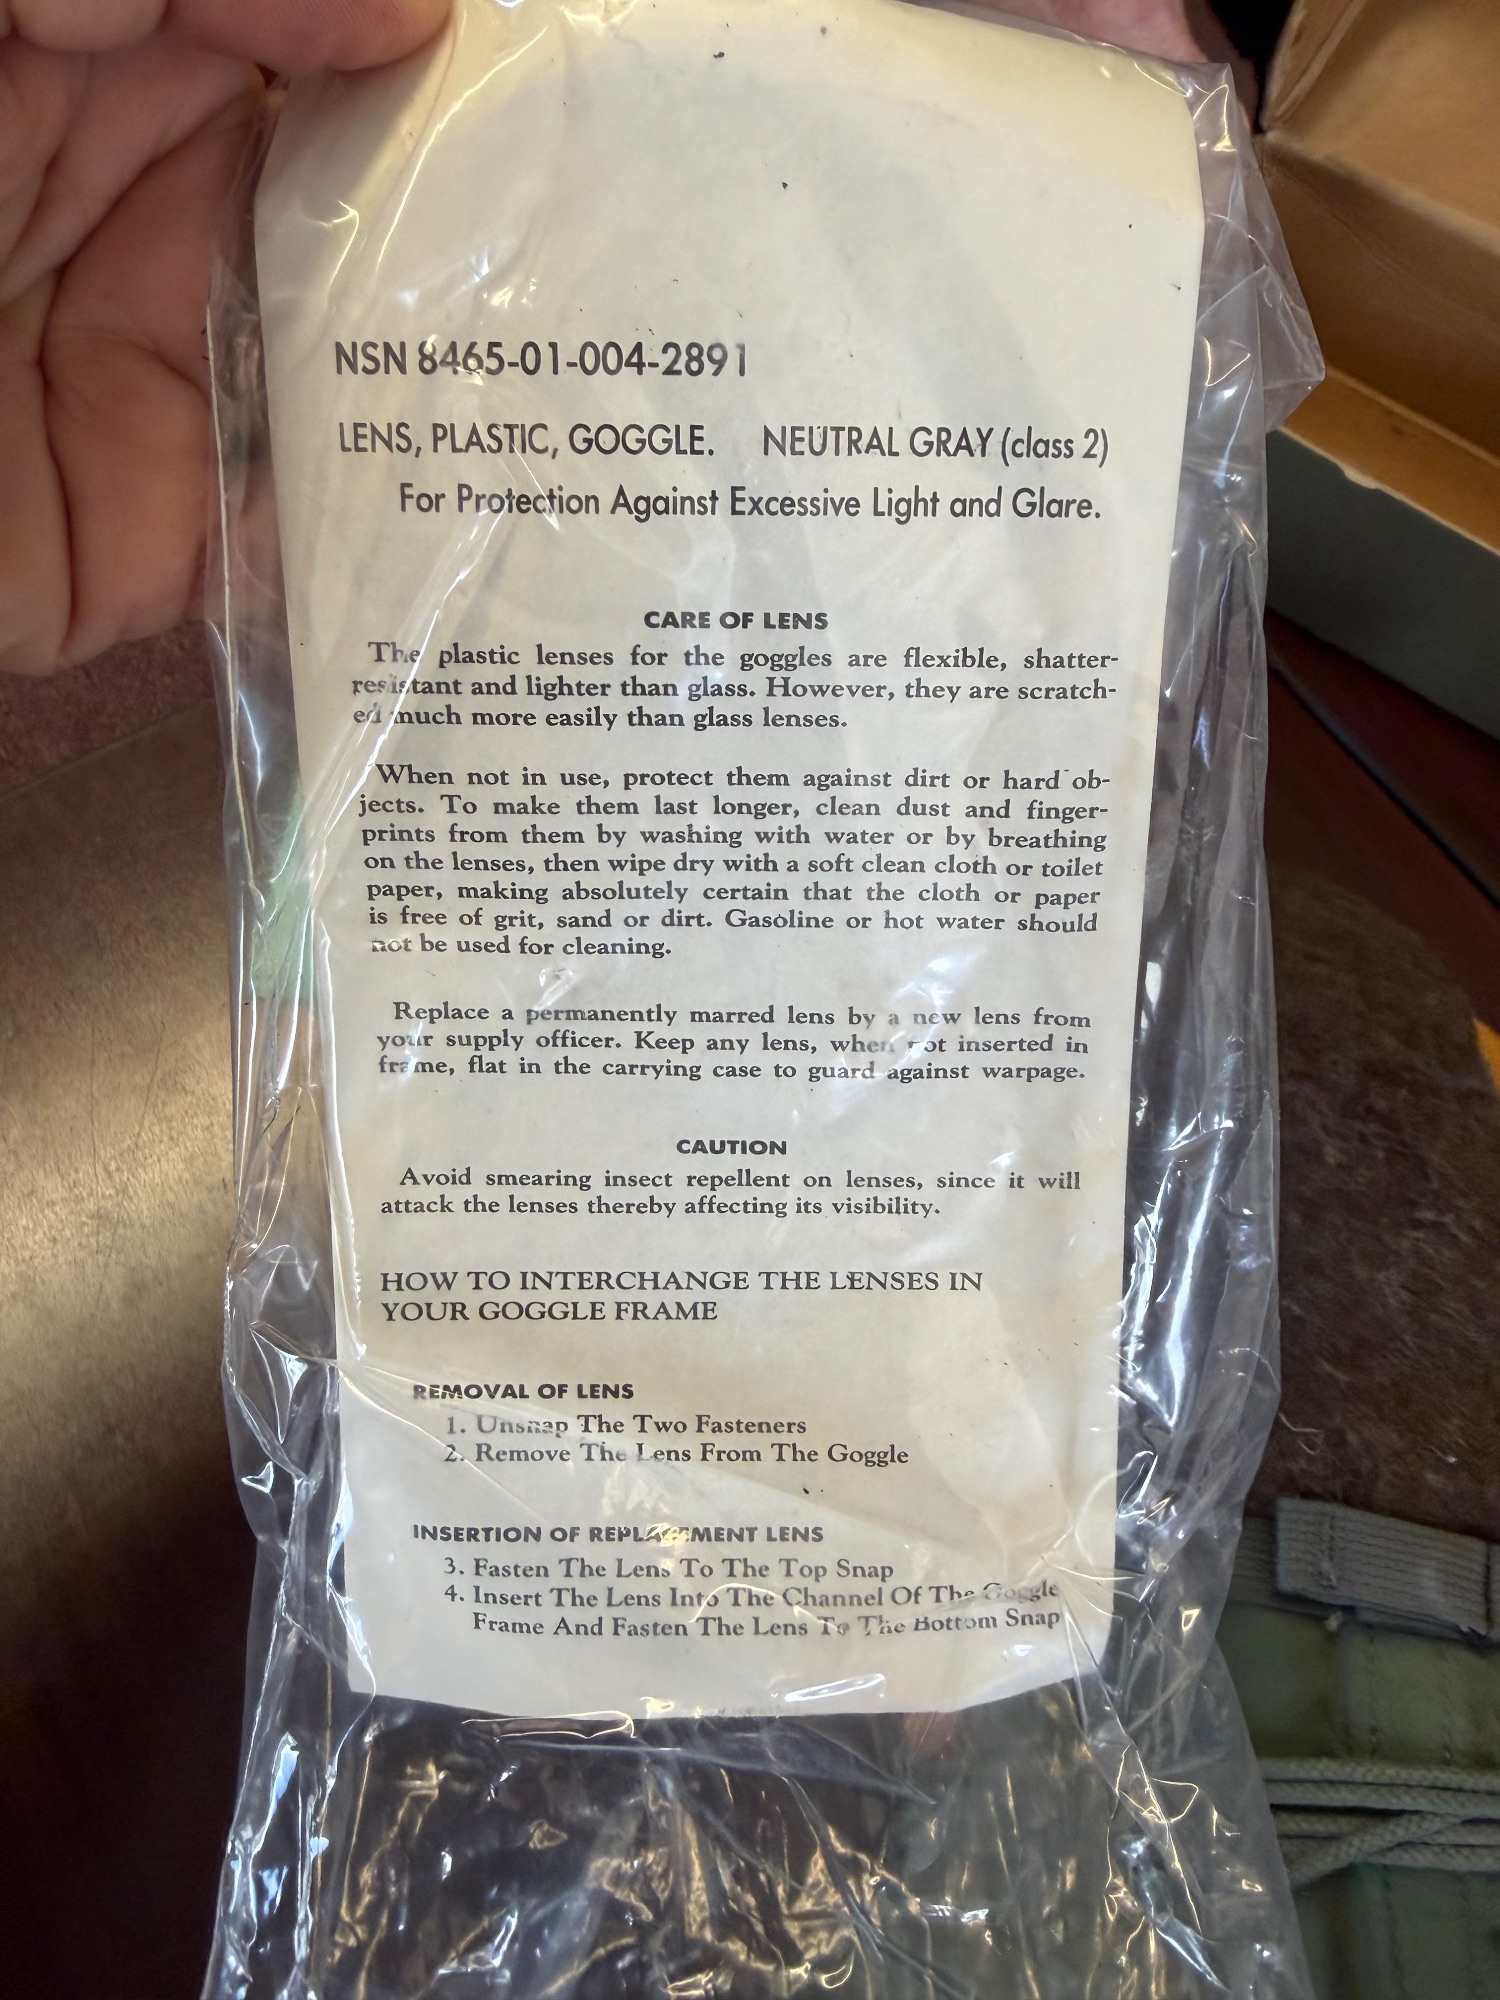 NSN 8465-01-004-2891
LENS, PLASTIC, GOGGLE. NEUTRAL GRAY (class 2)
For Protection Against Excessive Light and Glare.
CARE OF LENS
The plastic lenses for the goggles are flexible, shatter-
resistant and lighter than glass. However, they are scratch-
ed much more easily than glass lenses.
When not in use, protect them against dirt or hard ob-
jects. To make them last longer, clean dust and finger-
prints from them by washing with water or by breathing
on the lenses, then wipe dry with a soft clean cloth or toilet
paper, making absolutely certain that the cloth or paper
is free of grit, sand or dirt. Gasoline or hot water should
not be used for cleaning.
Replace a permanently marred lens by a new lens from
your supply officer. Keep any lens, when not inserted in
frame, flat in the carrying case to guard against warpage.
CAUTION
Avoid smearing insect repellent on lenses, since it will
attack the lenses thereby affecting its visibility.
HOW TO INTERCHANGE THE LENSES IN
YOUR GOGGLE FRAME
REMOVAL OF LENS
1. Unsnap The Two Fasteners
2. Remove The Lens From The Goggle
INSERTION OF REPLACEMENT LENS
3. Fasten The Lens To The Top Snap
4. Insert The Lens Into The Channel Of The Goggle
Frame And Fasten The Lens To The Bottom Snap